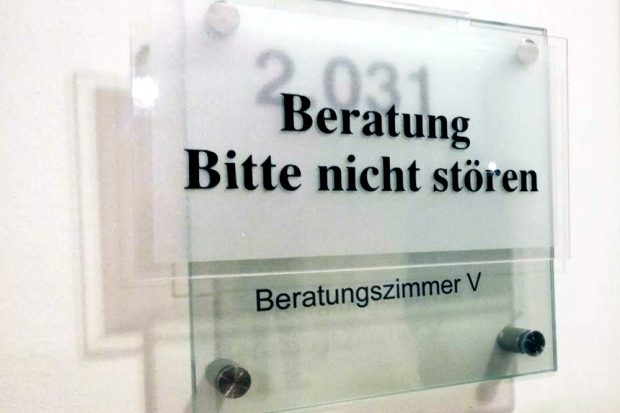 2.031
Beratung
Bitte nicht stören
Beratungszimmer V